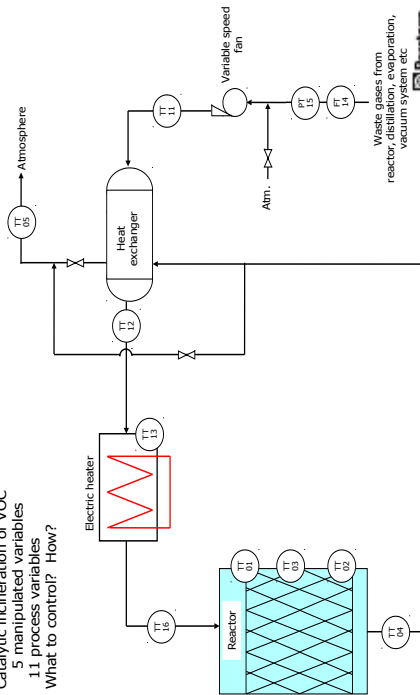 Catalytic incineration of VOC
5 manipulated variables
11 process variables
What to control? How?
TT
05
Atmosphere
Heat
exchanger
TT
11
Variable speed
fan
TT
12
Atm.
PT
15
FT
14
Waste gases from
reactor, distillation, evaporation,
vacuum system etc
Electric heater
TT
13
TT
16
Reactor
TT
01
TT
03
TT
02
TT
04